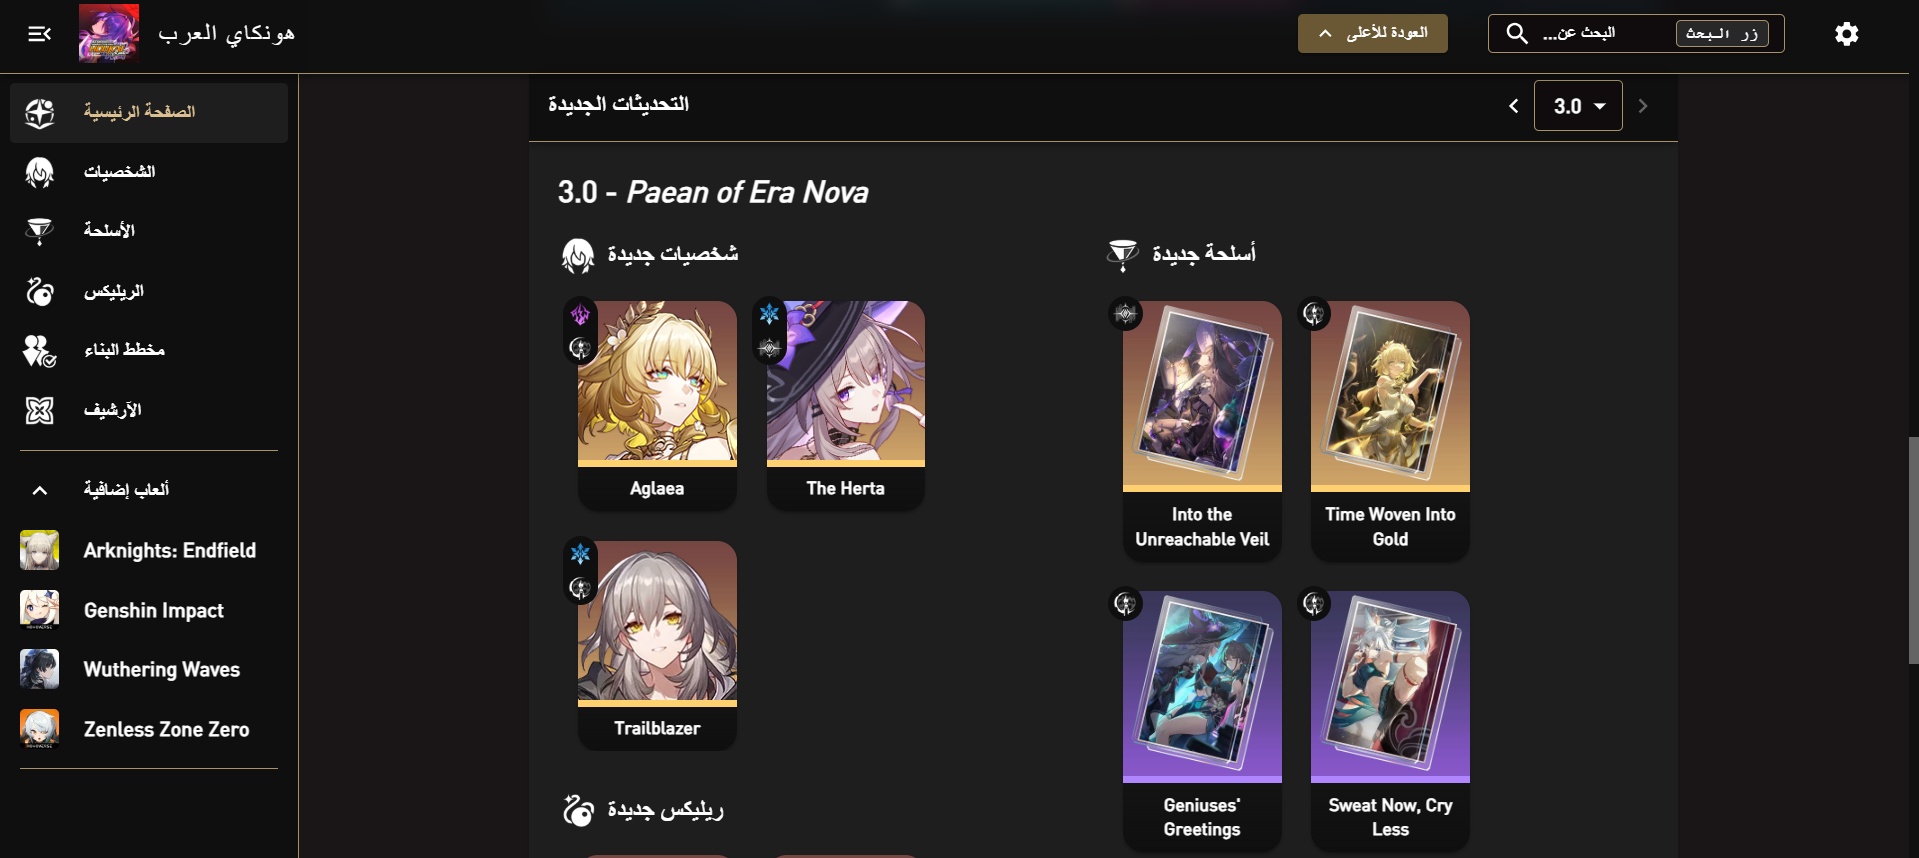 هونكاي العرب
العودة للأعلى
البحث عن...
زر البحث
الصفحة الرئيسية
الشخصيات
الأسلحة
الريليكس
مخطط البناء
الآرشيف
ألعاب إضافية
Arknights: Endfield
Genshin Impact
Wuthering Waves
Zenless Zone Zero
التحديثات الجديدة
3.0
3.0 - Paean of Era Nova
شخصيات جديدة
Aglaea
The Herta
Trailblazer
ريليكس جديدة
أسلحة جديدة
Into the
Unreachable Veil
Time Woven Into
Gold
Geniuses'
Greetings
Sweat Now, Cry
Less